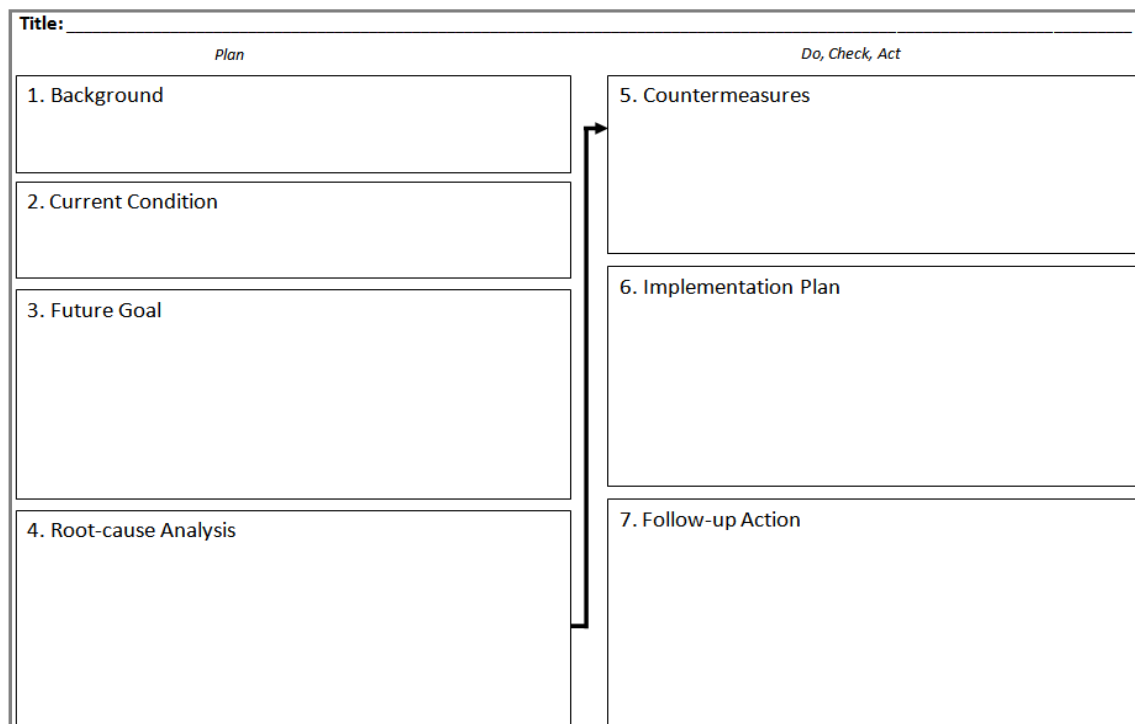 Title:
Plan
Do, Check, Act
1. Background
2. Current Condition
3. Future Goal
4. Root-cause Analysis
5. Countermeasures
6. Implementation Plan
7. Follow-up Action